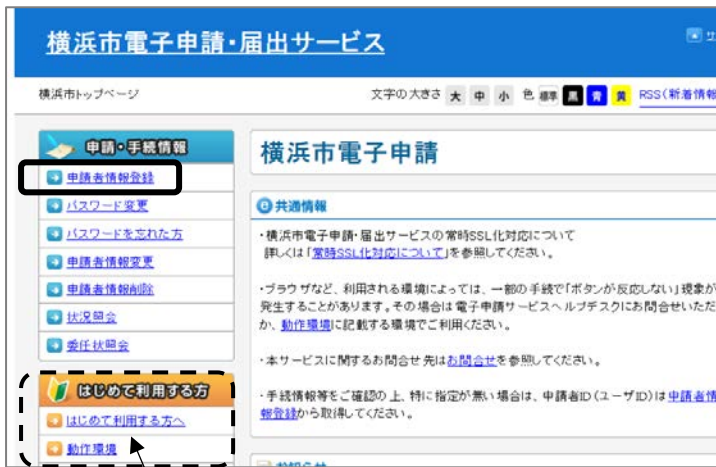 横浜市電子申請・届出サービス
横浜市トップページ
文字の大きさ 大 中 小 色 標準 黒 青 黄 RSS(新着情報
申請・手続情報
申請者情報登録
パスワード変更
パスワードを忘れた方
申請者情報変更
申請者情報削除
状況照会
委任状照会
はじめて利用する方
はじめて利用する方へ
動作環境
横浜市電子申請
共通情報
・横浜市電子申請・届出サービスの常時SSL化対応について
詳しくは「常時SSL化対応について」を参照してください。
・ブラウザなど、利用される環境によっては、一部の手続で「ボタンが反応しない」現象が
発生することがあります。その場合は電子申請サービスヘルプデスクにお問合せいただ
か、動作環境に記載する環境でご利用ください。
・本サービスに関するお問合せ先はお問合せを参照してください。
・手続情報等をご確認の上、特に指定が無い場合は、申請者ID(ユーザID)は申請者情
報登録から取得してください。